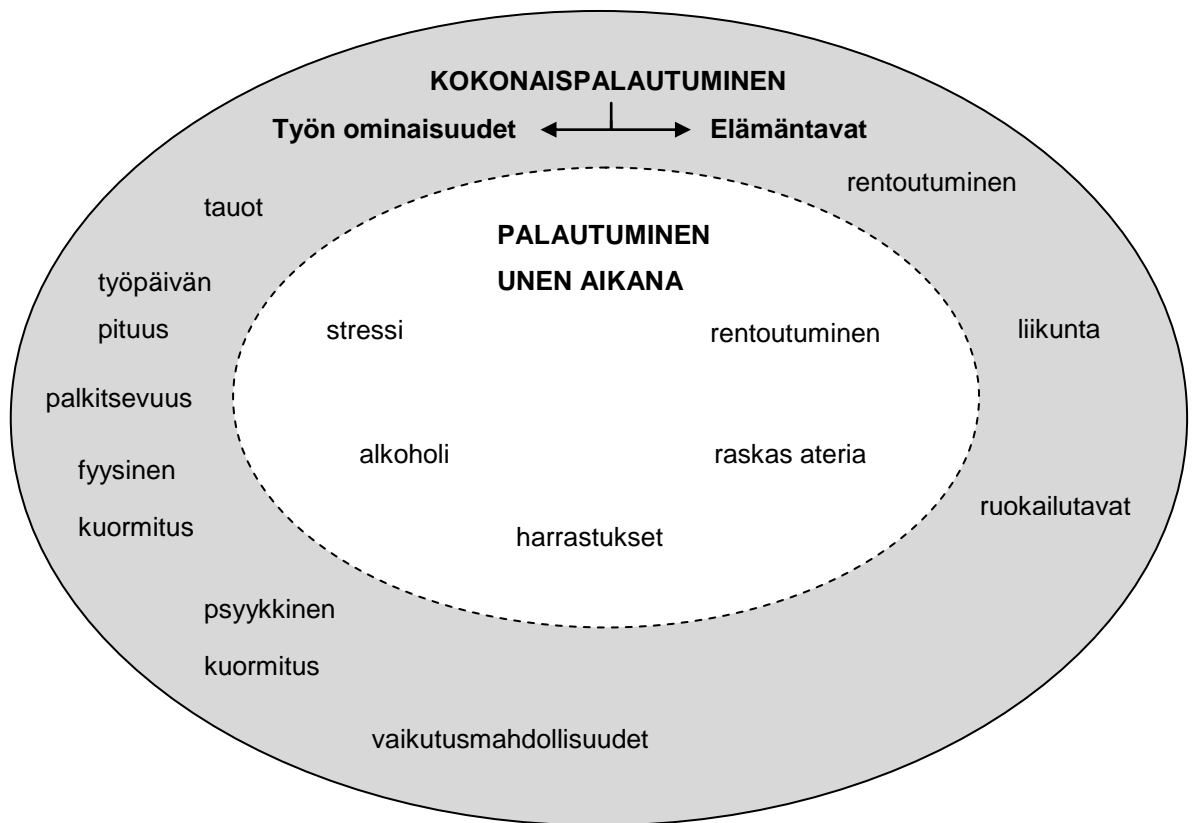 KOKONAISPALAUTUMINEN
Työn ominaisuudet
Elämäntavat
rentoutuminen
tauot
PALAUTUMINEN
UNEN AIKANA
työpäivän
pituus
stressi
rentoutuminen
liikunta
palkitsevuus
alkoholi
raskas ateria
fyysinen
kuormitus
ruokailutavat
harrastukset
psyykkinen
kuormitus
vaikutusmahdollisuudet